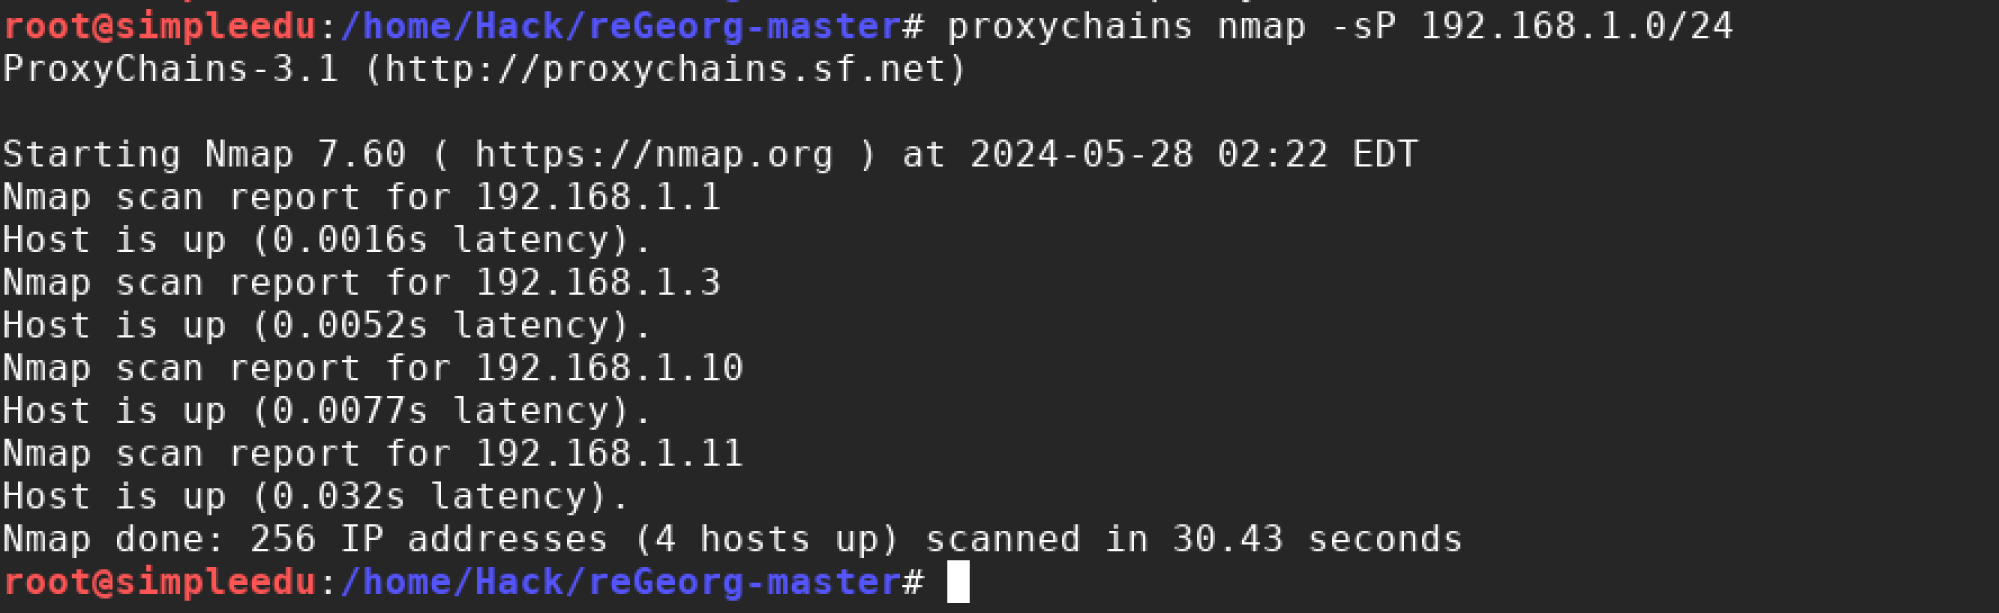 root@simpleedu:/home/Hack/reGeorg-master# proxychains nmap -sP 192.168.1.0/24
ProxyChains-3.1 (http://proxychains.sf.net)
Starting Nmap 7.60 ( https://nmap.org ) at 2024-05-28 02:22 EDT
Nmap scan report for 192.168.1.1
Host is up (0.0016s latency).
Nmap scan report for 192.168.1.3
Host is up (0.0052s latency).
Nmap scan report for 192.168.1.10
Host is up (0.0077s latency).
Nmap scan report for 192.168.1.11
Host is up (0.032s latency).
Nmap done: 256 IP addresses (4 hosts up) scanned in 30.43 seconds
root@simpleedu:/home/Hack/reGeorg-master#